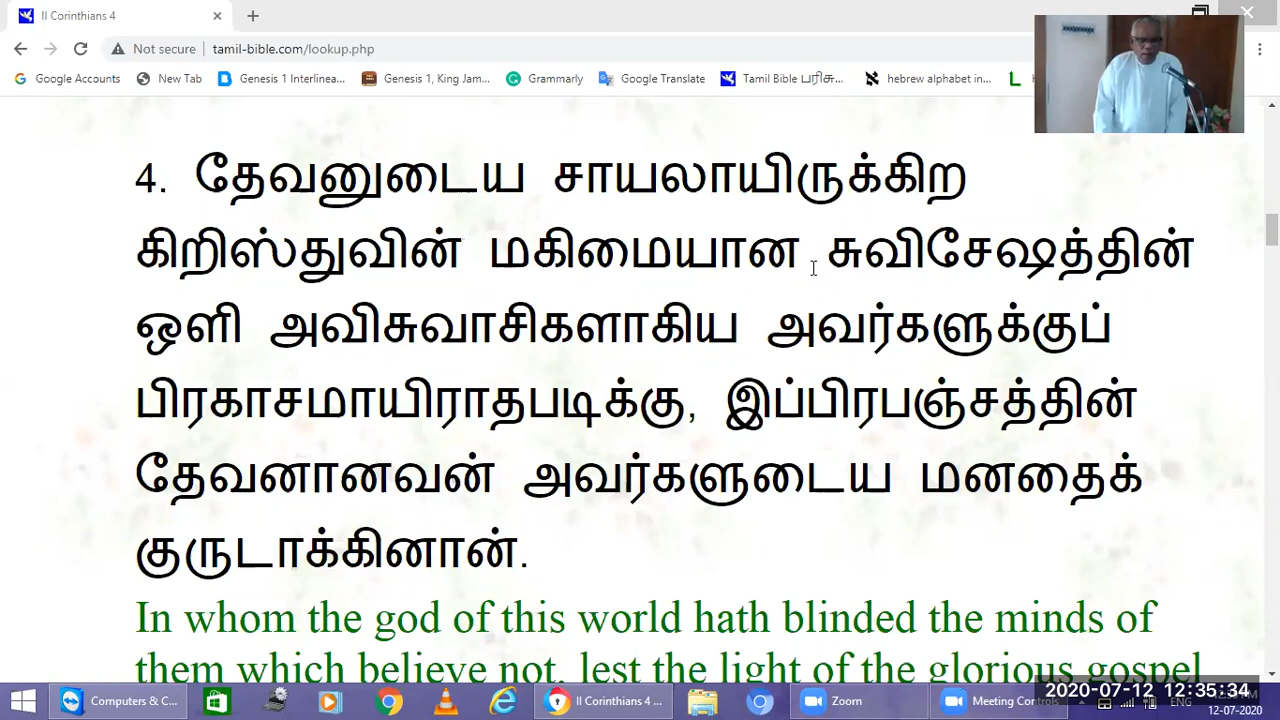 II Corinthians 4
Not secure
tamil-bible.com/lookup.php
Google Accounts
New Tab
Genesis 1 Interlinea...
Genesis 1, King Jam...
Grammarly
Google Translate
Tamil Bible பரிசு...
hebrew alphabet in...
4. தேவனுடைய சாயலாயிருக்கிற
கிறிஸ்துவின் மகிமையான சுவிசேஷத்தின்
ஒளி அவிசுவாசிகளாகிய அவர்களுக்குப்
பிரகாசமாயிராதபடிக்கு, இப்பிரபஞ்சத்தின்
தேவனானவன் அவர்களுடைய மனதைக்
குருடாக்கினான்.
In whom the god of this world hath blinded the minds of
them which believe not, lest the light of the glorious gospel
Computers & C...
II Corinthians 4 ...
Zoom
Meeting Controls
2020-07-12 12:35:34
ENG
12-07-2020